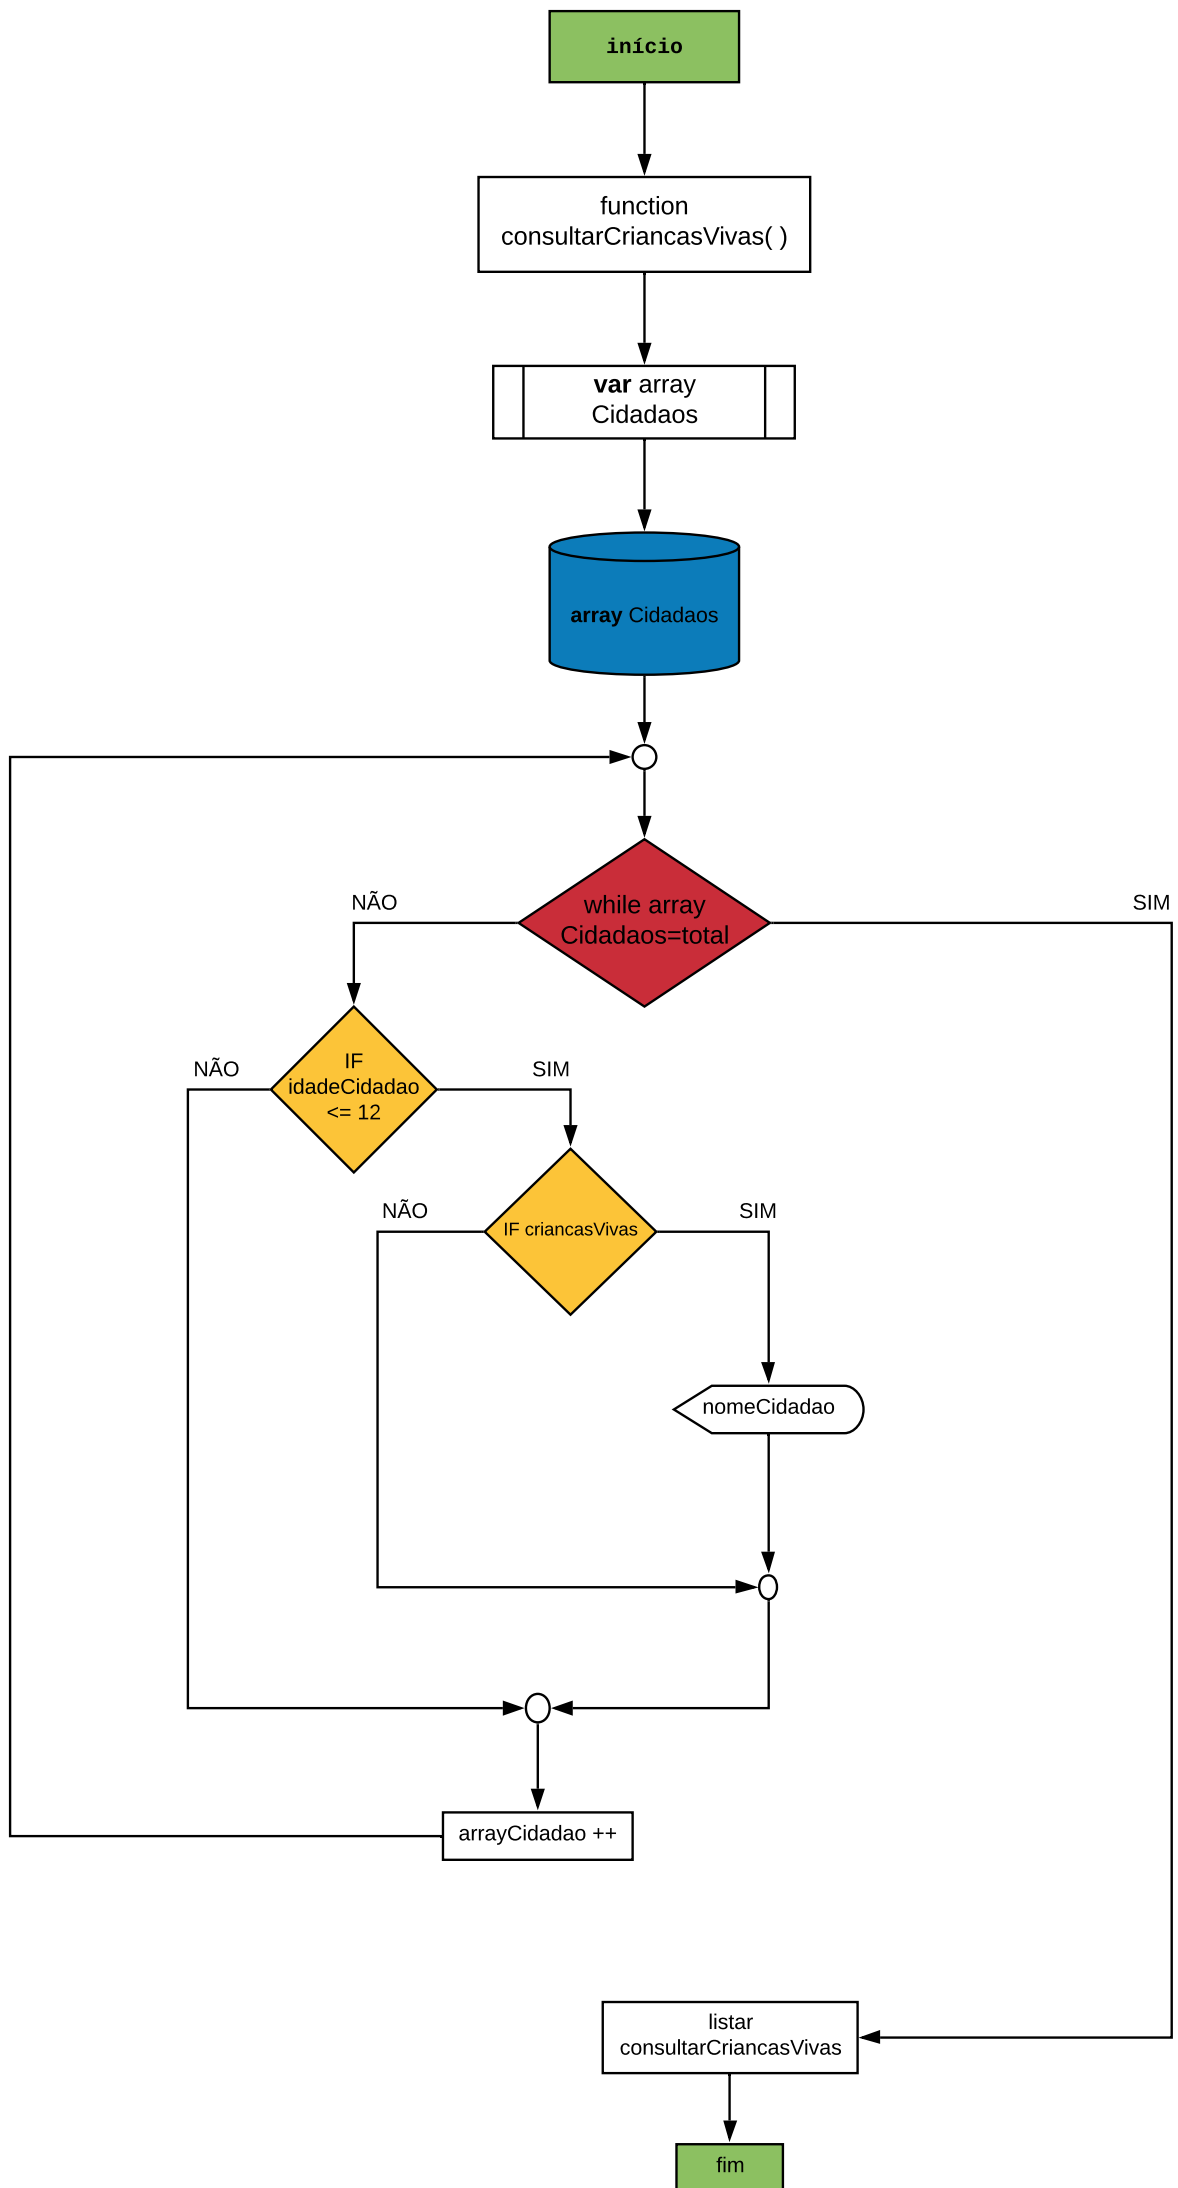 início
function
consultarCriancasVivas( )
var array
Cidadaos
array Cidadaos
NÃO
while array
Cidadaos=total
SIM
NÃO
IF
idadeCidadao
<= 12
SIM
NÃO
IF criancasVivas
SIM
nomeCidadao
arrayCidadao ++
listar
consultarCriancasVivas
fim